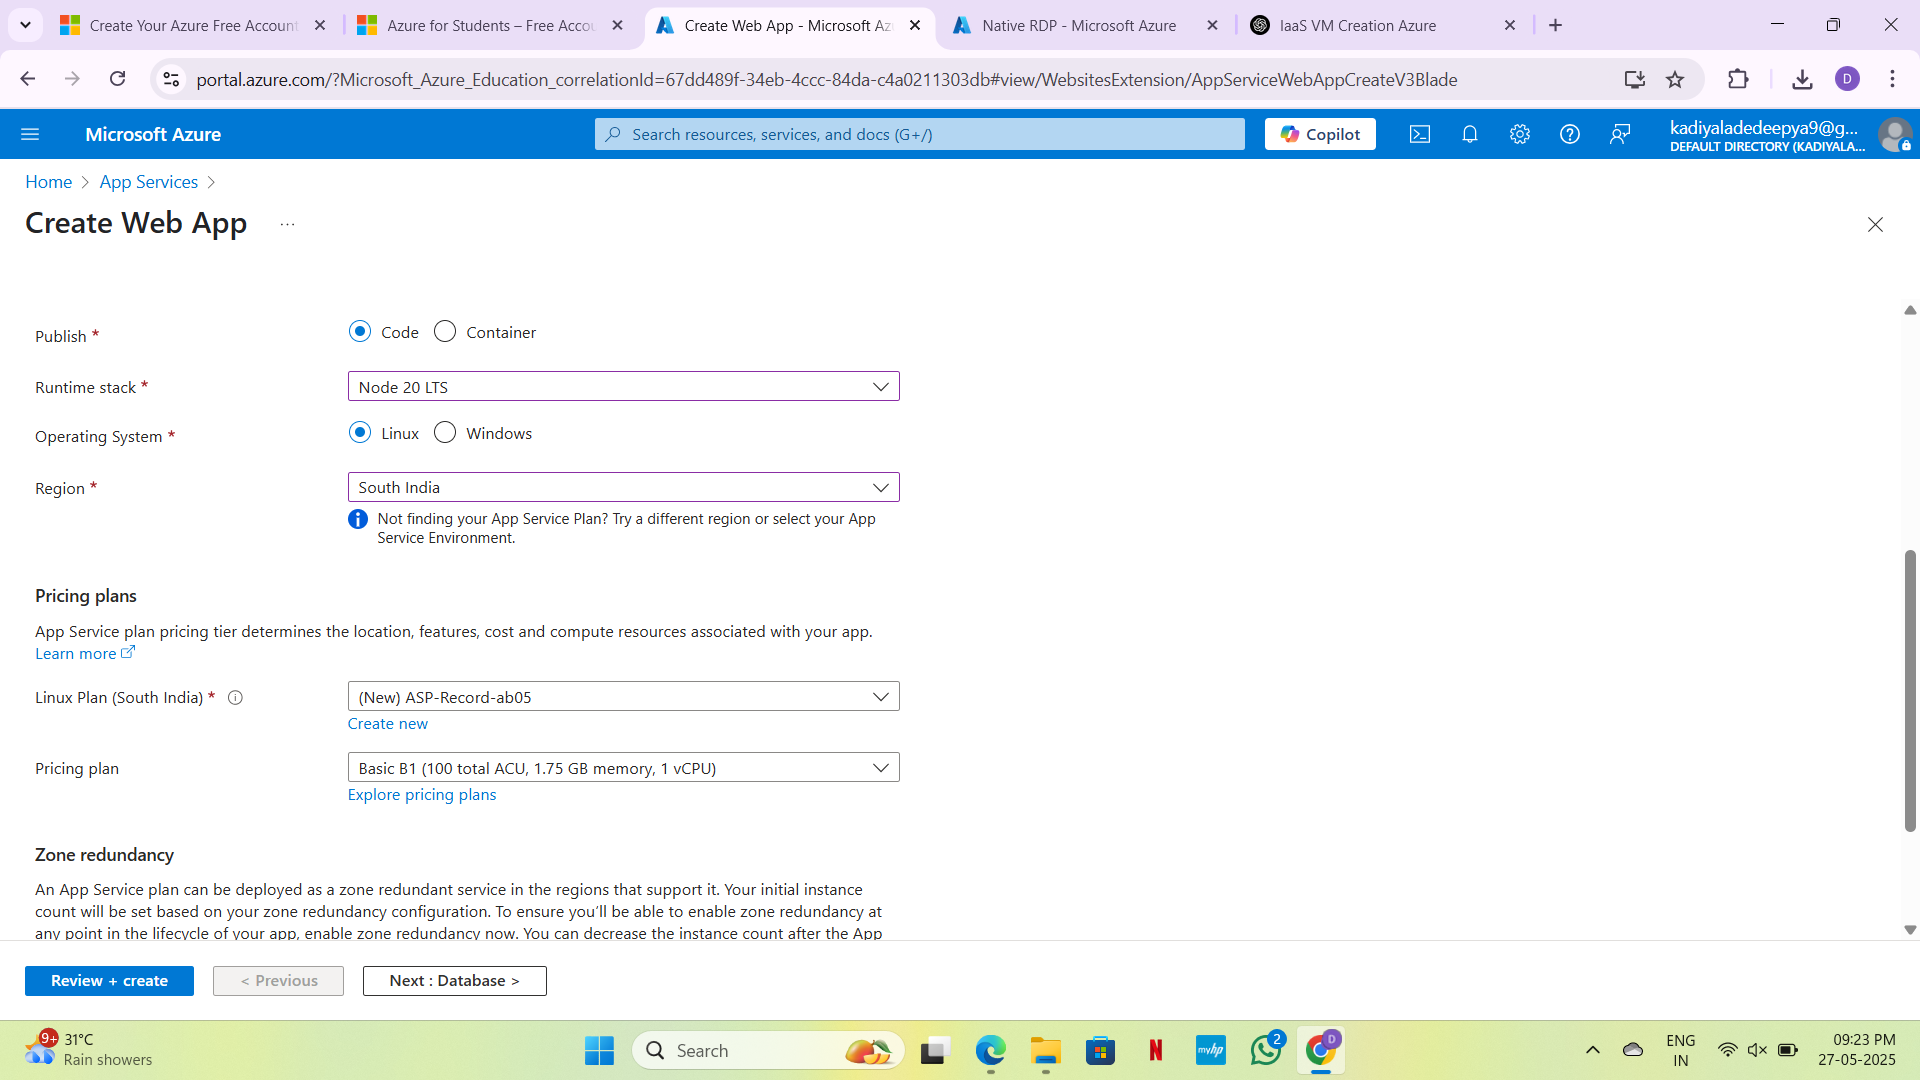 Create Your Azure Free Account
Azure for Students – Free Accou
Create Web App - Microsoft Az
Native RDP - Microsoft Azure
IaaS VM Creation Azure
portal.azure.com/?Microsoft_Azure_Education_correlationId=67dd489f-34eb-4ccc-84da-c4a0211303db#view/WebsitesExtension/AppServiceWebAppCreateV3Blade
D
Microsoft Azure
Search resources, services, and docs (G+/)
Copilot
kadiyaladedeepya9@g...
DEFAULT DIRECTORY (KADIYALA...
Home > App Services >
Create Web App ...
Publish *
Code
Container
Runtime stack *
Node 20 LTS
Operating System *
Linux
Windows
Region *
South India
Not finding your App Service Plan? Try a different region or select your App
Service Environment.
Pricing plans
App Service plan pricing tier determines the location, features, cost and compute resources associated with your app.
Learn more
Linux Plan (South India) *
(New) ASP-Record-ab05
Create new
Pricing plan
Basic B1 (100 total ACU, 1.75 GB memory, 1 vCPU)
Explore pricing plans
Zone redundancy
An App Service plan can be deployed as a zone redundant service in the regions that support it. Your initial instance
count will be set based on your zone redundancy configuration. To ensure you'll be able to enable zone redundancy at
any point in the lifecycle of your app, enable zone redundancy now. You can decrease the instance count after the App
Review + create
< Previous
Next : Database >
9+
31°C
Rain showers
Search
N
myhp
2
D
ENG
IN
09:23 PM
27-05-2025